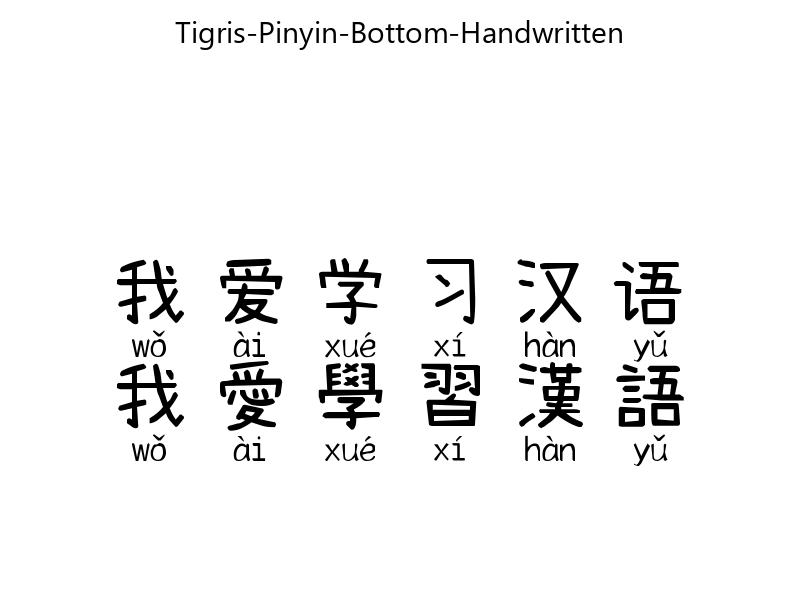 Tigris-Pinyin-Bottom-Handwritten
我爱学习汉语
wǒ ài xué xí hàn yǔ
我愛學習漢語
wǒ ài xué xí hàn yǔ